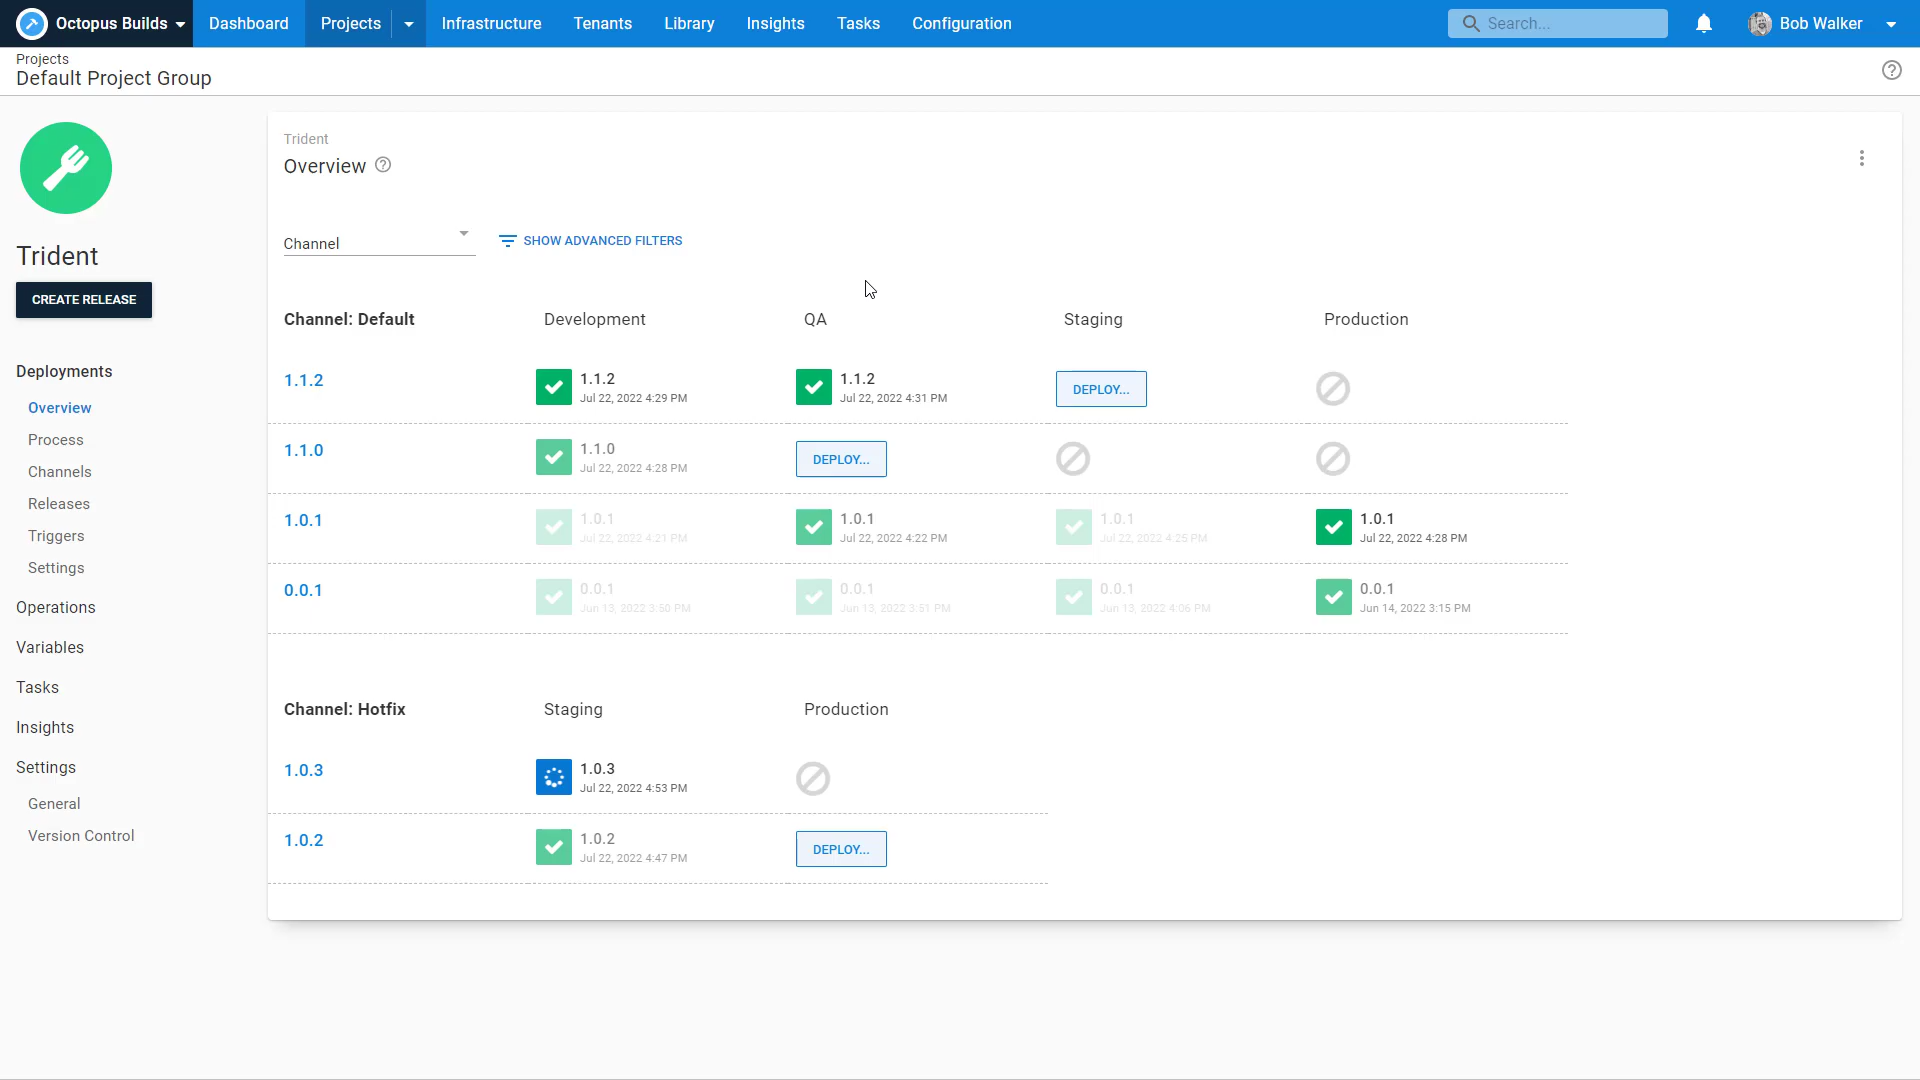 Octopus Builds
Dashboard
Projects
Infrastructure
Tenants
Library
Insights
Tasks
Configuration
Search...
Bob Walker
Projects
Default Project Group
Trident
CREATE RELEASE
Deployments
Overview
Process
Channels
Releases
Triggers
Settings
Operations
Variables
Tasks
Insights
Settings
General
Version Control
Trident
Overview
Channel
SHOW ADVANCED FILTERS
Channel: Default
Development
QA
Staging
Production
1.1.2
1.1.2
Jul 22, 2022 4:29 PM
1.1.2
Jul 22, 2022 4:31 PM
DEPLOY...
1.1.0
1.1.0
Jul 22, 2022 4:28 PM
DEPLOY...
1.0.1
1.0.1
Jul 22, 2022 4:21 PM
1.0.1
Jul 22, 2022 4:22 PM
1.0.1
Jul 22, 2022 4:25 PM
1.0.1
Jul 22, 2022 4:28 PM
0.0.1
0.0.1
Jun 13, 2022 3:50 PM
0.0.1
Jun 13, 2022 3:51 PM
0.0.1
Jun 13, 2022 4:06 PM
0.0.1
Jun 14, 2022 3:15 PM
Channel: Hotfix
Staging
Production
1.0.3
1.0.3
Jul 22, 2022 4:53 PM
1.0.2
1.0.2
Jul 22, 2022 4:47 PM
DEPLOY...